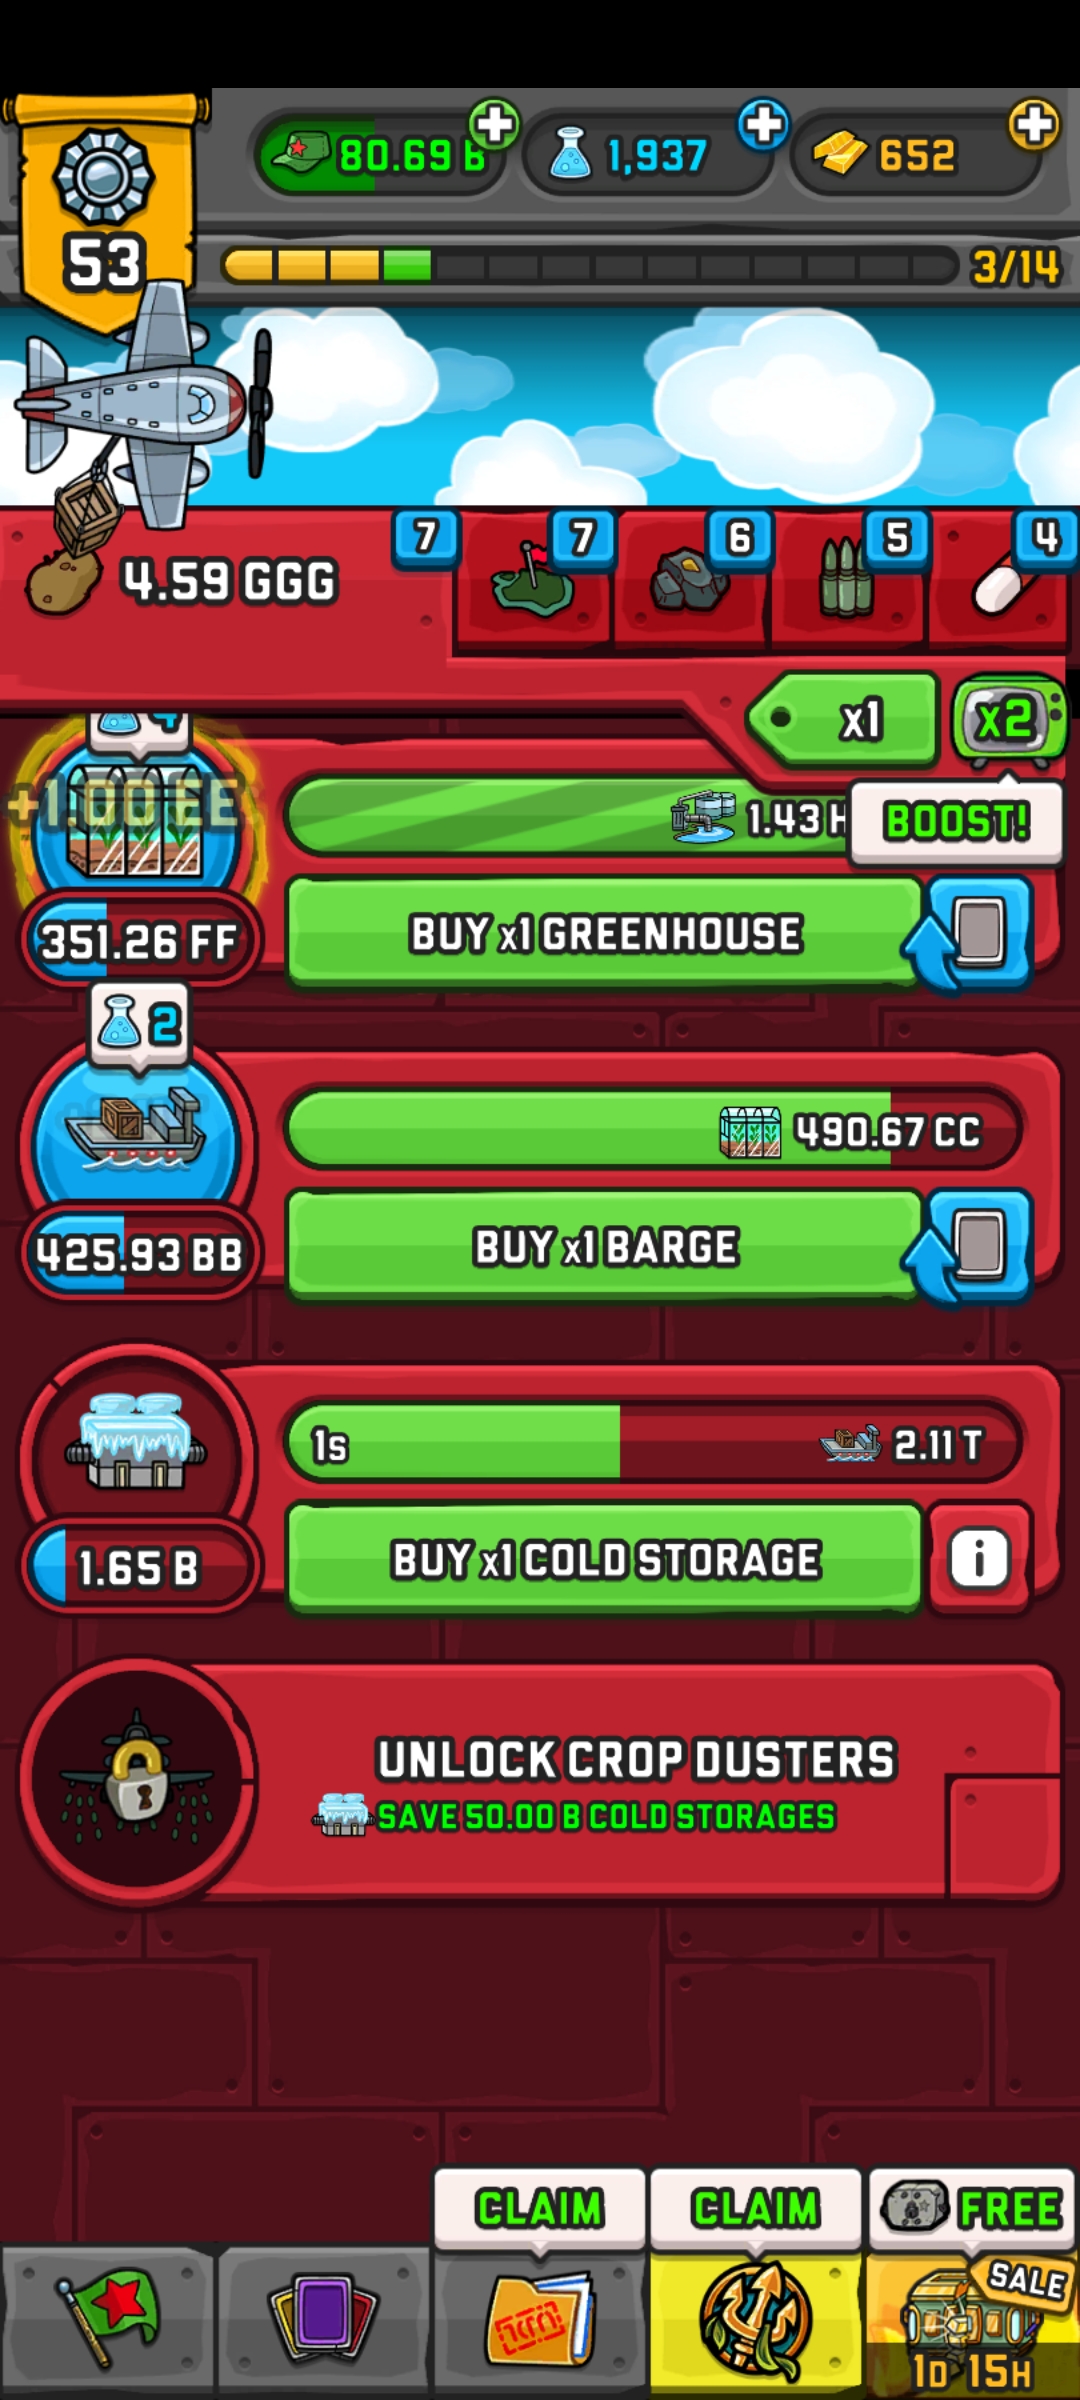 80.69 B
1,937
652
53
3/14
4.59 GGG
7
7
6
5
4
x1
x2
BOOST!
4
+1.00 EE
1.43 H
351.26 FF
BUY x1 GREENHOUSE
2
490.67 CC
425.93 BB
BUY x1 BARGE
1s
2.11 T
1.65 B
BUY x1 COLD STORAGE
i
UNLOCK CROP DUSTERS
SAVE 50.00 B COLD STORAGES
CLAIM
CLAIM
FREE
SALE
1D 15H